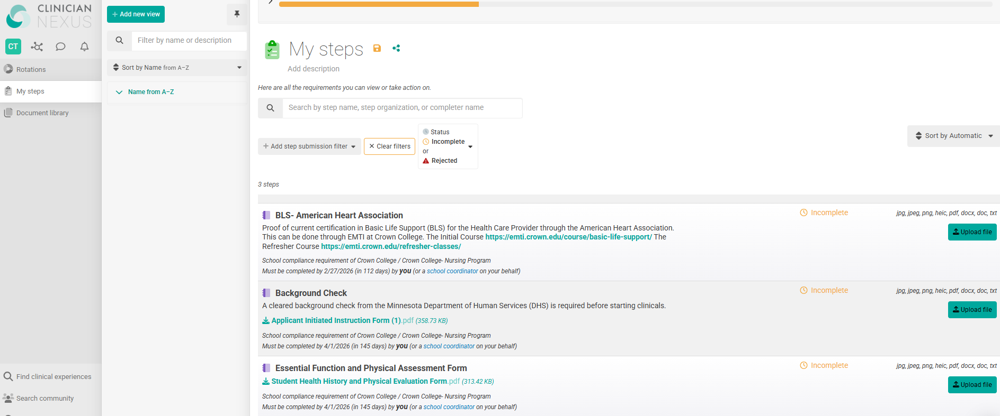 CLINICIAN
NEXUS
CT
Rotations
My steps
Document library
Find clinical experiences
Search community
+ Add new view
Filter by name or description
Sort by Name from A–Z
Name from A–Z
My steps
Add description
Here are all the requirements you can view or take action on.
Search by step name, step organization, or completer name
+ Add step submission filter
× Clear filters
Status
Incomplete
or
Rejected
Sort by Automatic
3 steps
BLS- American Heart Association
Incomplete
jpg, jpeg, png, heic, pdf, docx, doc, txt
Proof of current certification in Basic Life Support (BLS) for the Health Care Provider through the American Heart Association.
This can be done through EMTI at Crown College. The Initial Course https://emti.crown.edu/course/basic-life-support/ The
Refresher Course https://emti.crown.edu/refresher-classes/
Upload file
School compliance requirement of Crown College / Crown College- Nursing Program
Must be completed by 2/27/2026 (in 112 days) by you (or a school coordinator on your behalf)
Background Check
Incomplete
jpg, jpeg, png, heic, pdf, docx, doc, txt
A cleared background check from the Minnesota Department of Human Services (DHS) is required before starting clinicals.
Upload file
Applicant Initiated Instruction Form (1).pdf (358.73 KB)
School compliance requirement of Crown College / Crown College- Nursing Program
Must be completed by 4/1/2026 (in 145 days) by you (or a school coordinator on your behalf)
Essential Function and Physical Assessment Form
Incomplete
jpg, jpeg, png, heic, pdf, docx, doc, txt
Student Health History and Physical Evaluation Form.pdf (313.42 KB)
Upload file
School compliance requirement of Crown College / Crown College- Nursing Program
Must be completed by 4/1/2026 (in 145 days) by you (or a school coordinator on your behalf)